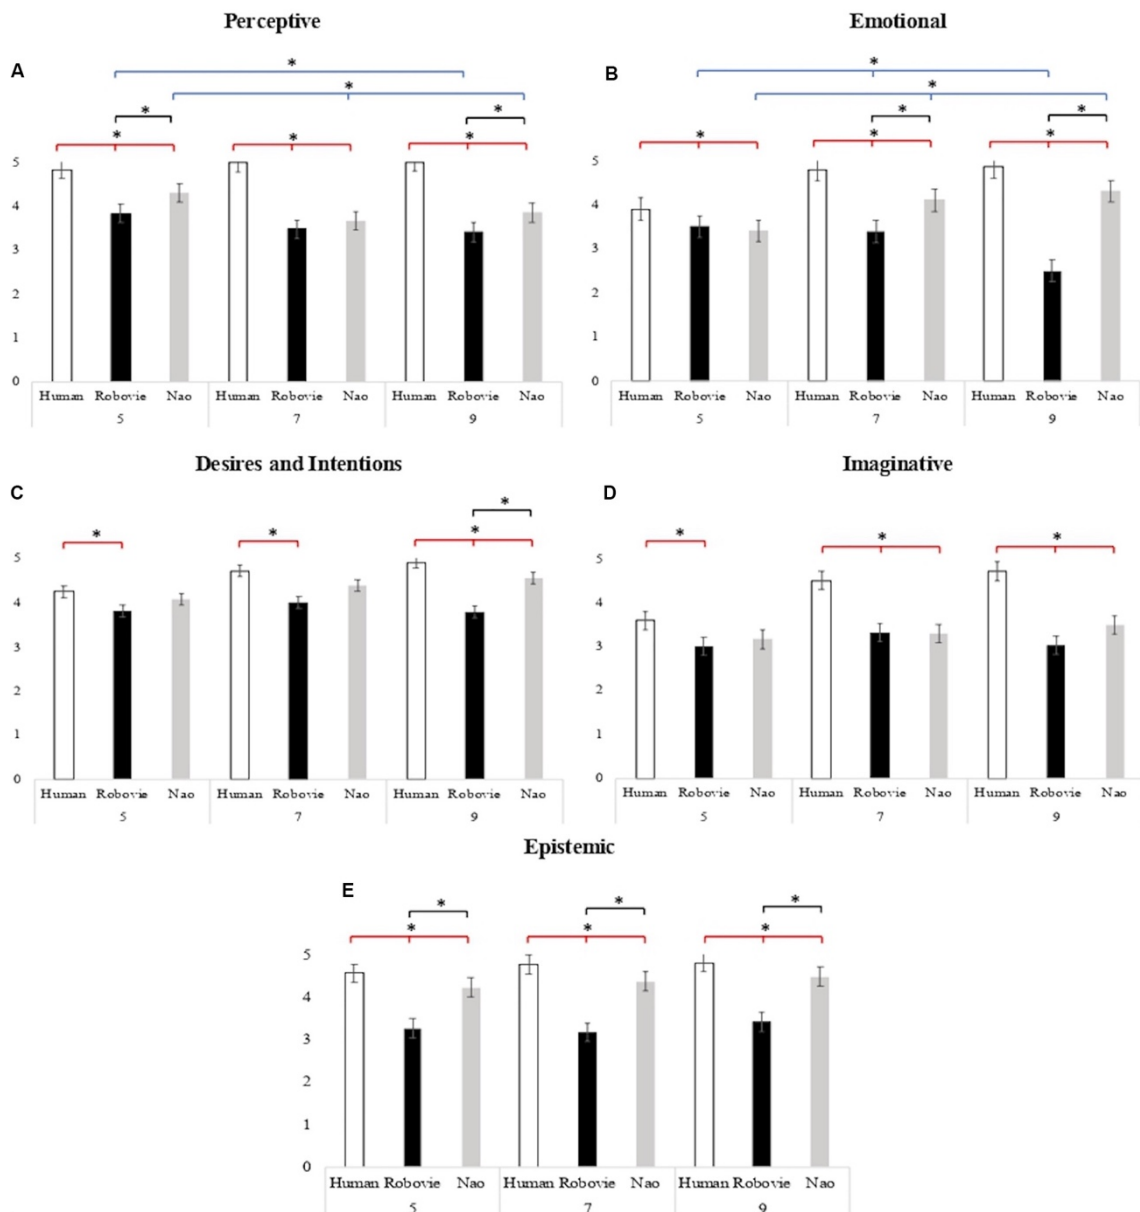 Perceptive
A
*
*
*
*
*
*
*
5
4
3
2
1
0
Human Robovie Nao Human Robovie Nao Human Robovie Nao
5 7 9
Emotional
B
*
*
*
*
*
*
*
5
4
3
2
1
0
Human Robovie Nao Human Robovie Nao Human Robovie Nao
5 7 9
Desires and Intentions
C
*
*
*
*
5
4
3
2
1
0
Human Robovie Nao Human Robovie Nao Human Robovie Nao
5 7 9
Imaginative
D
*
*
*
5
4
3
2
1
0
Human Robovie Nao Human Robovie Nao Human Robovie Nao
5 7 9
Epistemic
E
*
*
*
*
*
*
5
4
3
2
1
0
Human Robovie Nao Human Robovie Nao Human Robovie Nao
5 7 9